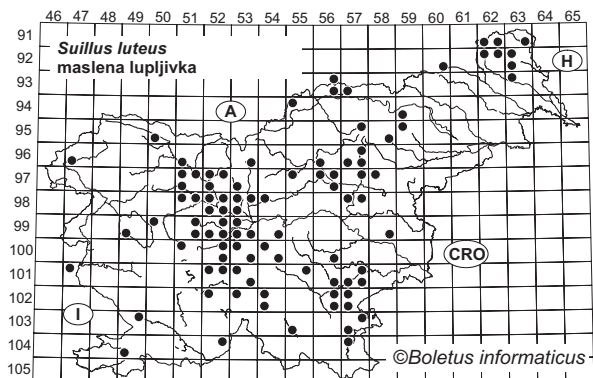 46 47 48 49 50 51 52 53 54 55 56 57 58 59 60 61 62 63 64 65
91
Suillus luteus
maslena lupljivka
92
H
93
94
A
95
96
97
98
99
100
CRO
101
102
I
103
104
©Boletus informaticus
105